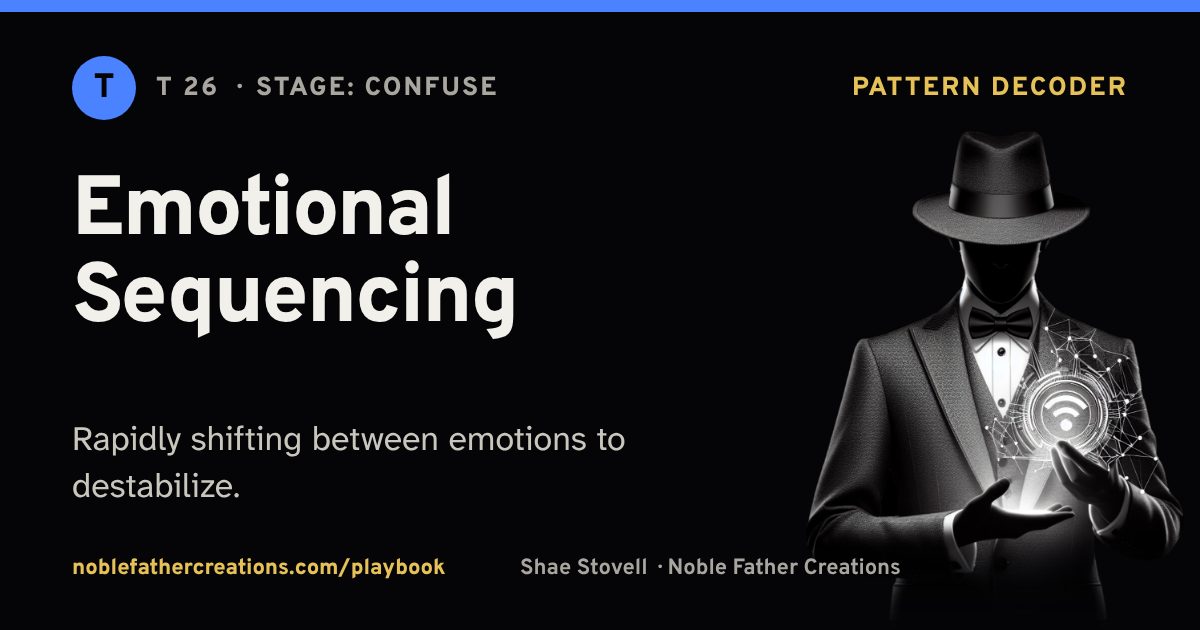 T
T 26 · STAGE: CONFUSE
PATTERN DECODER
Emotional
Sequencing
Rapidly shifting between emotions to
destabilize.
noblefathercreations.com/playbook
Shae Stovell · Noble Father Creations